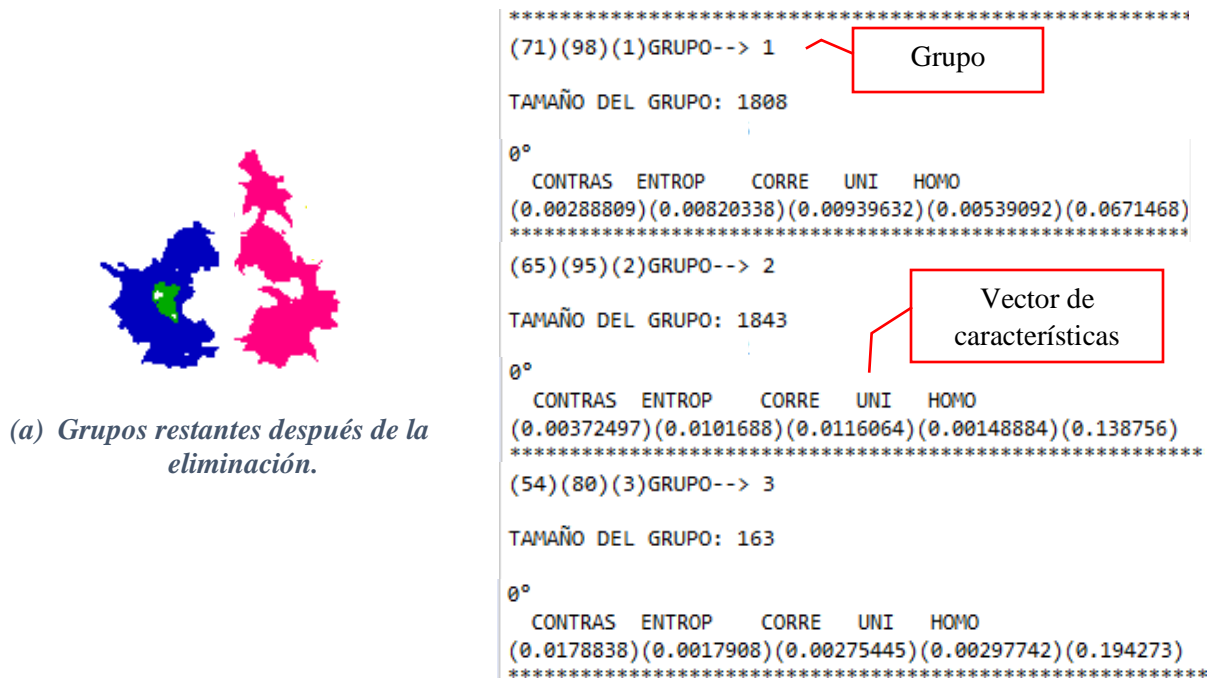 ************************************************************
(71)(98)(1)GRUPO--> 1
Grupo
TAMAÑO DEL GRUPO: 1808
0°
CONTRAS ENTROP CORRE UNI HOMO
(0.00288809)(0.00820338)(0.00939632)(0.00539092)(0.0671468)
************************************************************
(65)(95)(2)GRUPO--> 2
Vector de
características
TAMAÑO DEL GRUPO: 1843
0°
CONTRAS ENTROP CORRE UNI HOMO
(0.00372497)(0.0101688)(0.0116064)(0.00148884)(0.138756)
************************************************************
(54)(80)(3)GRUPO--> 3
TAMAÑO DEL GRUPO: 163
0°
CONTRAS ENTROP CORRE UNI HOMO
(0.0178838)(0.0017908)(0.00275445)(0.00297742)(0.194273)
************************************************************
(a) Grupos restantes después de la
eliminación.